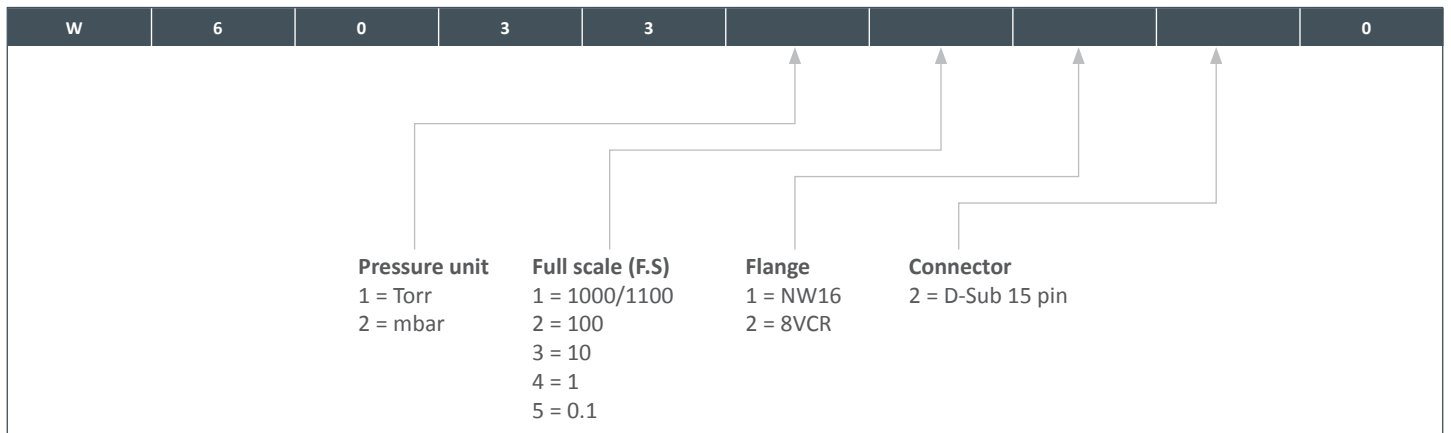 W 6 0 3 3 0
Pressure unit
1 = Torr
2 = mbar
Full scale (F.S)
1 = 1000/1100
2 = 100
3 = 10
4 = 1
5 = 0.1
Flange
1 = NW16
2 = 8VCR
Connector
2 = D-Sub 15 pin